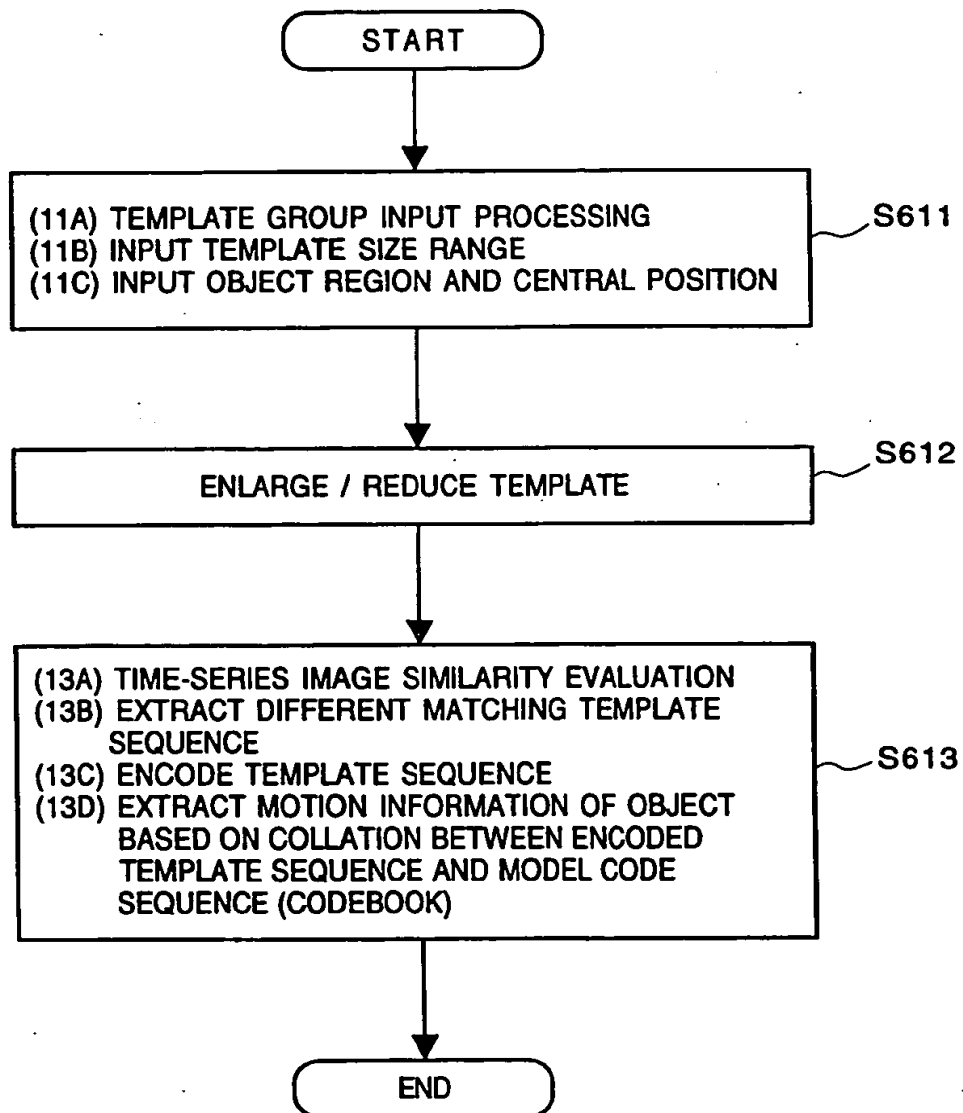 START
(11A) TEMPLATE GROUP INPUT PROCESSING
(11B) INPUT TEMPLATE SIZE RANGE
(11C) INPUT OBJECT REGION AND CENTRAL POSITION
S611
ENLARGE / REDUCE TEMPLATE
S612
(13A) TIME-SERIES IMAGE SIMILARITY EVALUATION
(13B) EXTRACT DIFFERENT MATCHING TEMPLATE
SEQUENCE
(13C) ENCODE TEMPLATE SEQUENCE
(13D) EXTRACT MOTION INFORMATION OF OBJECT
BASED ON COLLATION BETWEEN ENCODED
TEMPLATE SEQUENCE AND MODEL CODE
SEQUENCE (CODEBOOK)
S613
END